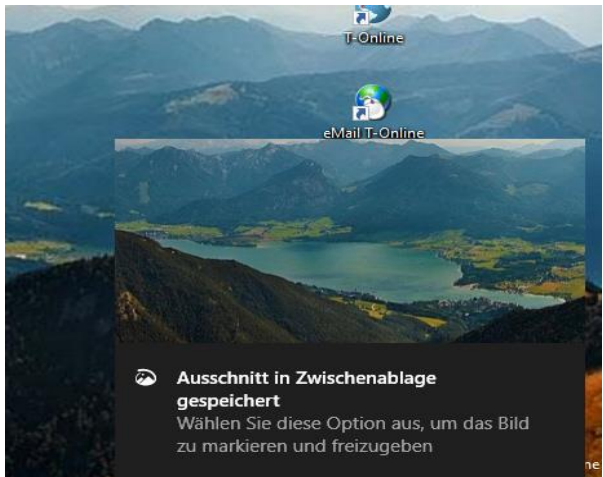 T-Online
eMail T-Online
Ausschnitt in Zwischenablage
gespeichert
Wählen Sie diese Option aus, um das Bild
zu markieren und freizugeben
ne